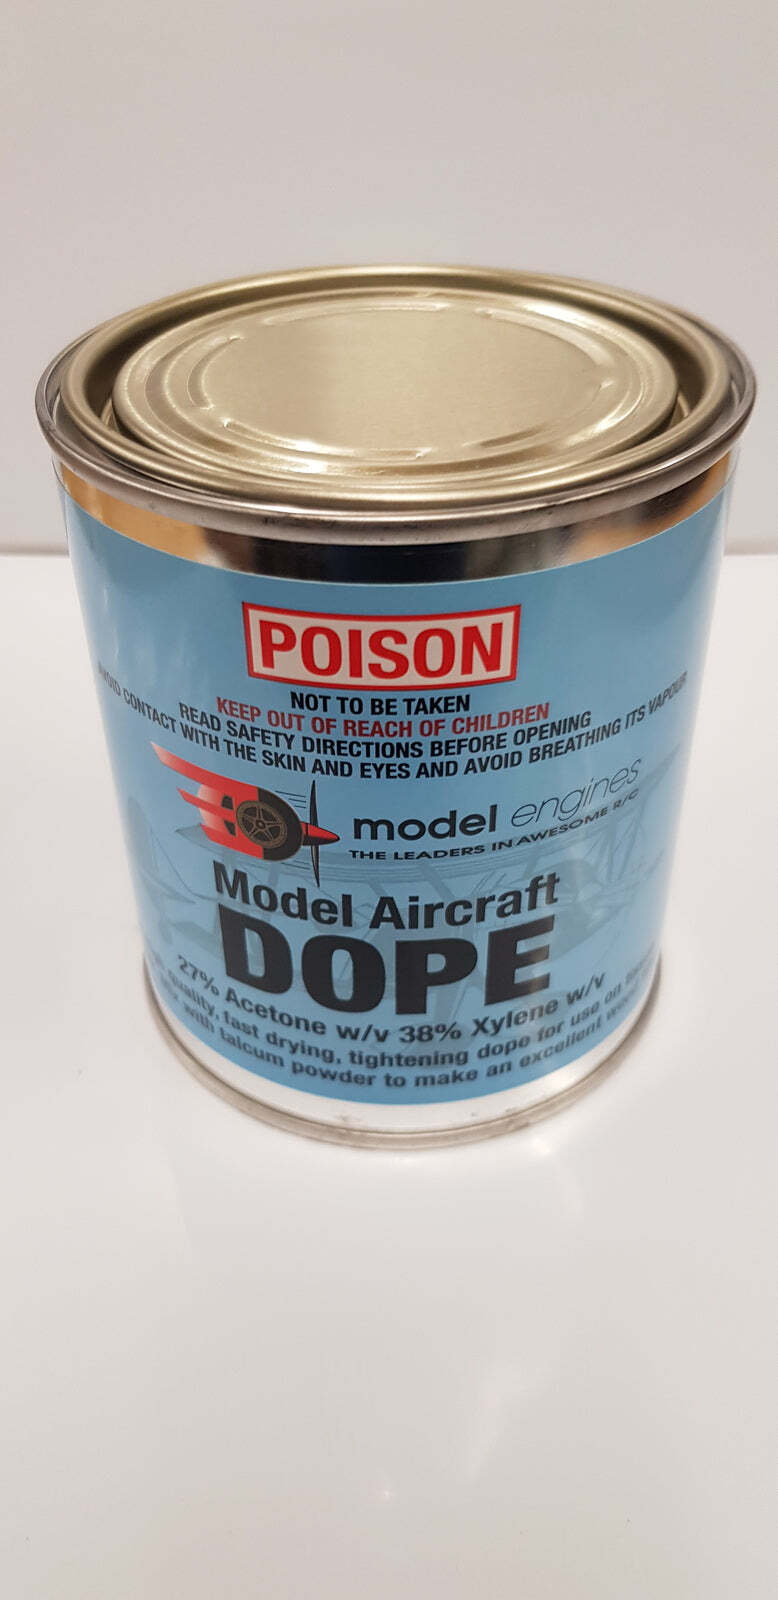 POISON
NOT TO BE TAKEN
KEEP OUT OF REACH OF CHILDREN
READ SAFETY DIRECTIONS BEFORE OPENING
AVOID CONTACT WITH THE SKIN AND EYES AND AVOID BREATHING ITS VAPOUR
model engines
THE LEADERS IN AWESOME R/C
Model Aircraft
DOPE
27% Acetone w/v 38% Xylene w/v
quality, fast drying, tightening dope for use on
with talcum powder to make an excellent wood